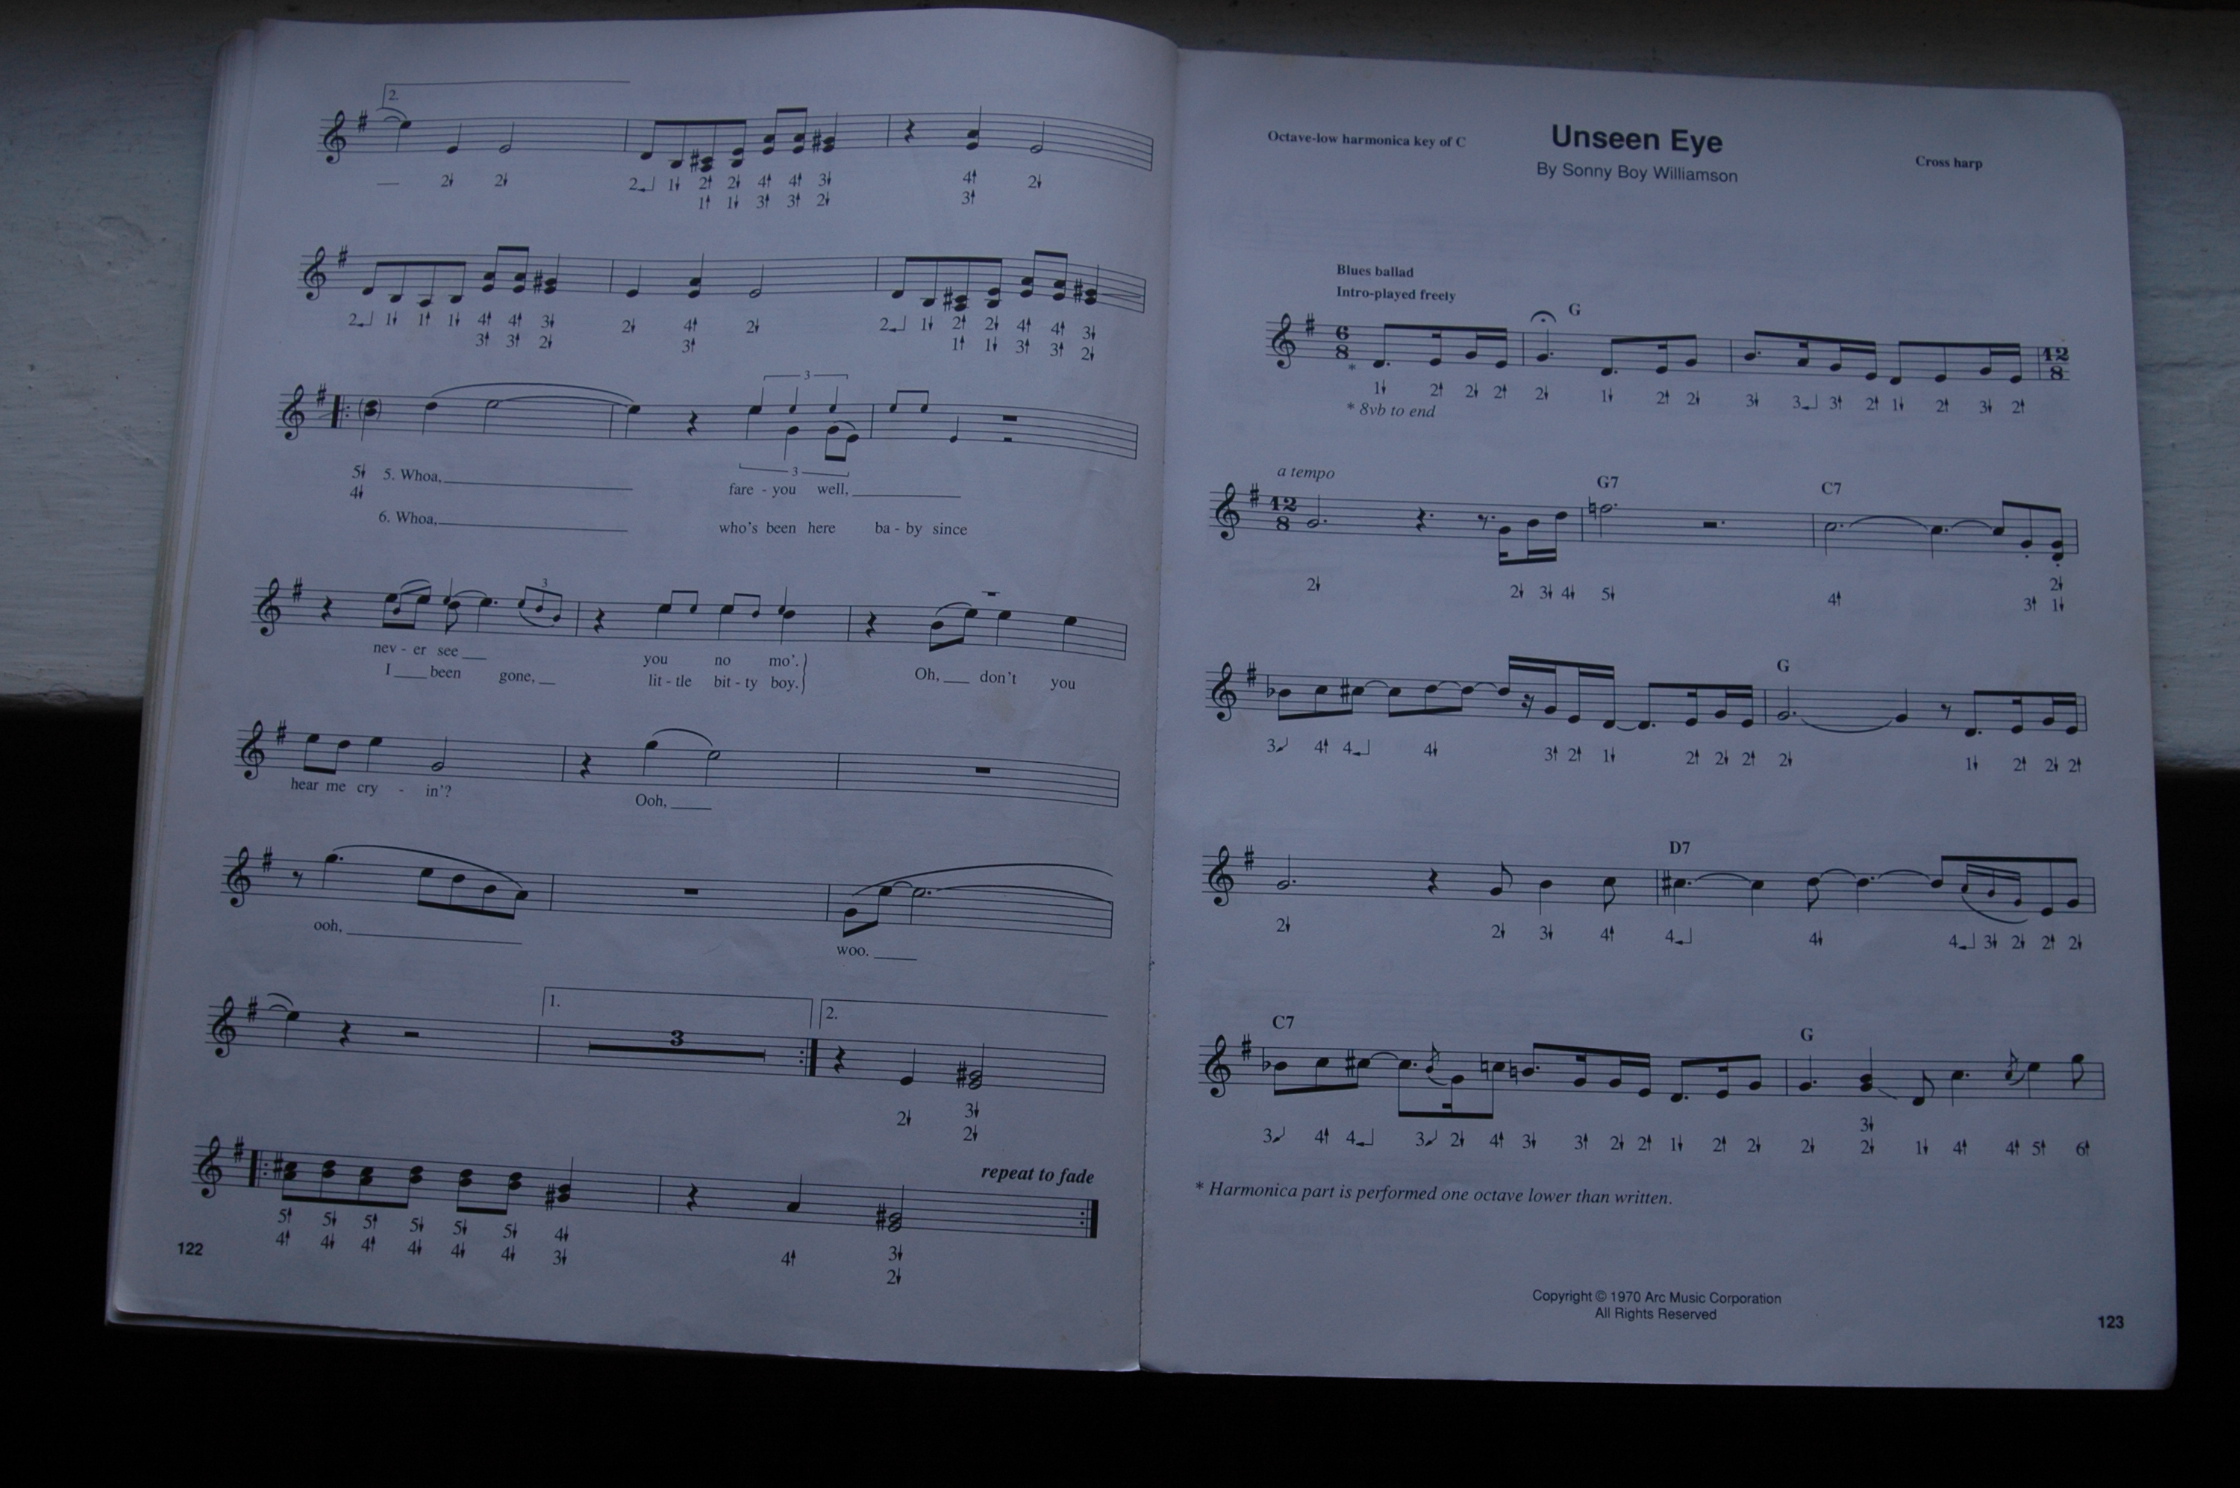 2.
2↓ 2↓ 2↲ 1↓ 2↑ 2↓ 4↑ 4↑ 3↓ 4↑ 2↓
1↑ 1↓ 3↑ 3↑ 2↓ 3↑
2↲ 1↓ 1↑ 1↓ 4↑ 4↑ 3↓ 2↓ 4↑ 2↓ 2↲ 1↓ 2↑ 2↓ 4↑ 4↑ 3↓
3↑ 3↑ 2↓ 3↑ 1↑ 1↓ 3↑ 3↑ 2↓
3
3
5↓ 5. Whoa, fare - you well,
4↓
6. Whoa, who's been here ba - by since
3
nev - er see you no mo'.
I been gone, lit - tle bit - ty boy. Oh, don't you
hear me cry - in'? Ooh,
ooh, woo.
1. 2.
3
2↓ 3↓
2↓
repeat to fade
5↑ 5↓ 5↑ 5↓ 5↓ 5↓ 4↓
4↑ 4↓ 4↑ 4↓ 4↓ 4↓ 3↓ 4↑ 3↓
2↓
122
Octave-low harmonica key of C
Unseen Eye
Cross harp
By Sonny Boy Williamson
Blues ballad
Intro-played freely
G
6 12
8 8
* 1↓ 2↑ 2↓ 2↑ 2↓ 1↓ 2↑ 2↓ 3↓ 3↲ 3↑ 2↑ 1↓ 2↑ 3↓ 2↑
* 8vb to end
a tempo
G7 C7
12
8
2↓ 2↓ 3↓ 4↓ 5↓ 4↑ 3↑ 2↓
1↓
G
3⤶ 4↑ 4↲ 4↓ 3↑ 2↑ 1↓ 2↑ 2↓ 2↑ 2↓ 1↓ 2↑ 2↓ 2↑
D7
2↓ 2↓ 3↓ 4↑ 4↲ 4↓ 4↲ 3↓ 2↓ 2↑ 2↓
C7 G
3⤶ 4↑ 4↲ 3⤶ 2↓ 4↑ 3↓ 3↑ 2↓ 2↑ 1↓ 2↑ 2↓ 2↓ 3↓ 1↓ 4↑ 4↑ 5↑ 6↑
2↓
* Harmonica part is performed one octave lower than written.
Copyright © 1970 Arc Music Corporation
All Rights Reserved
123